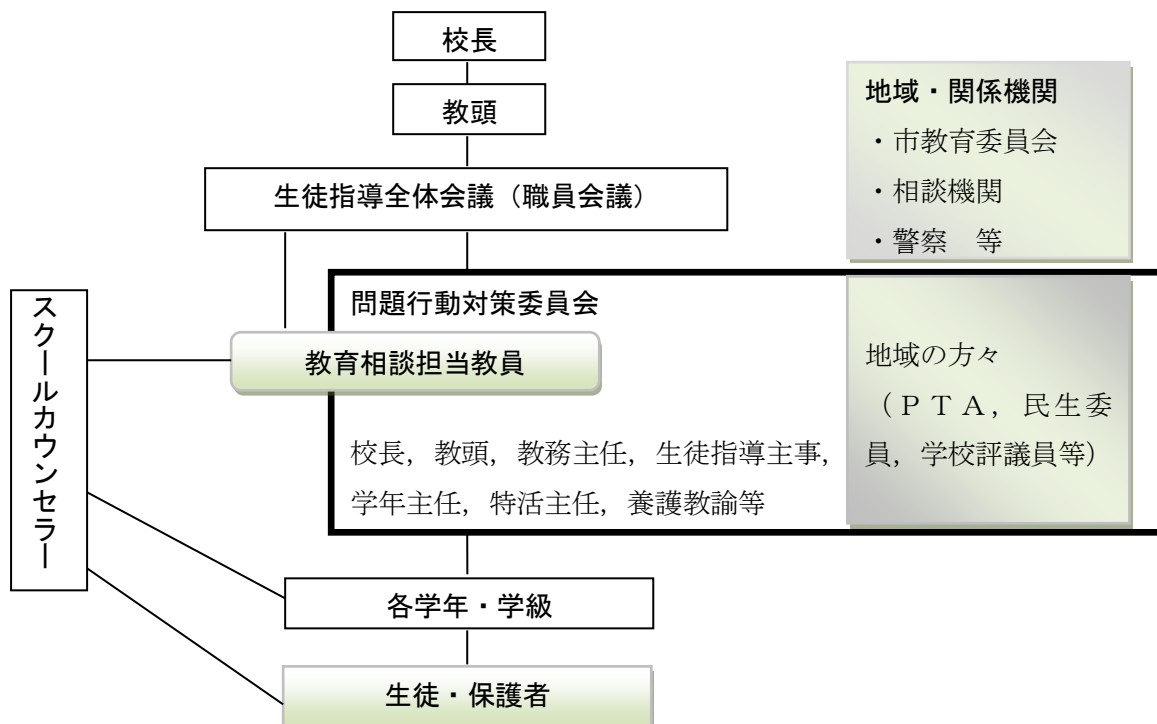 校長
教頭
生徒指導全体会議（職員会議）
地域・関係機関
・市教育委員会
・相談機関
・警察　等
スクールカウンセラー
問題行動対策委員会
教育相談担当教員
校長，教頭，教務主任，生徒指導主事，
学年主任，特活主任，養護教諭等
地域の方々
（ＰＴＡ，民生委
員，学校評議員等）
各学年・学級
生徒・保護者